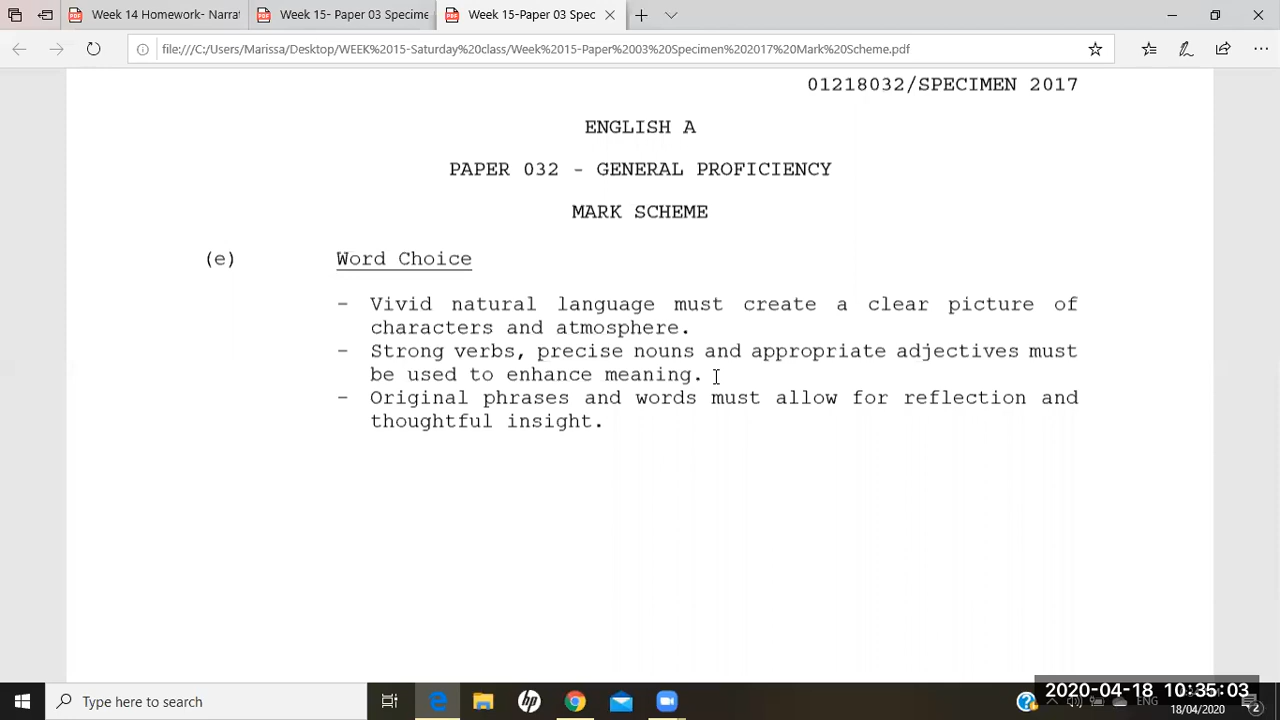 Week 14 Homework- Narrat
Week 15- Paper 03 Specime
Week 15-Paper 03 Spec
file:///C:/Users/Marissa/Desktop/WEEK%2015-Saturday%20class/Week%2015-Paper%2003%20Specimen%202017%20Mark%20Scheme.pdf
01218032/SPECIMEN 2017
ENGLISH A
PAPER 032 - GENERAL PROFICIENCY
MARK SCHEME
(e) Word Choice
- Vivid natural language must create a clear picture of
characters and atmosphere.
- Strong verbs, precise nouns and appropriate adjectives must
be used to enhance meaning.
- Original phrases and words must allow for reflection and
thoughtful insight.
Type here to search
2020-04-18 10:35:03
ENG
18/04/2020